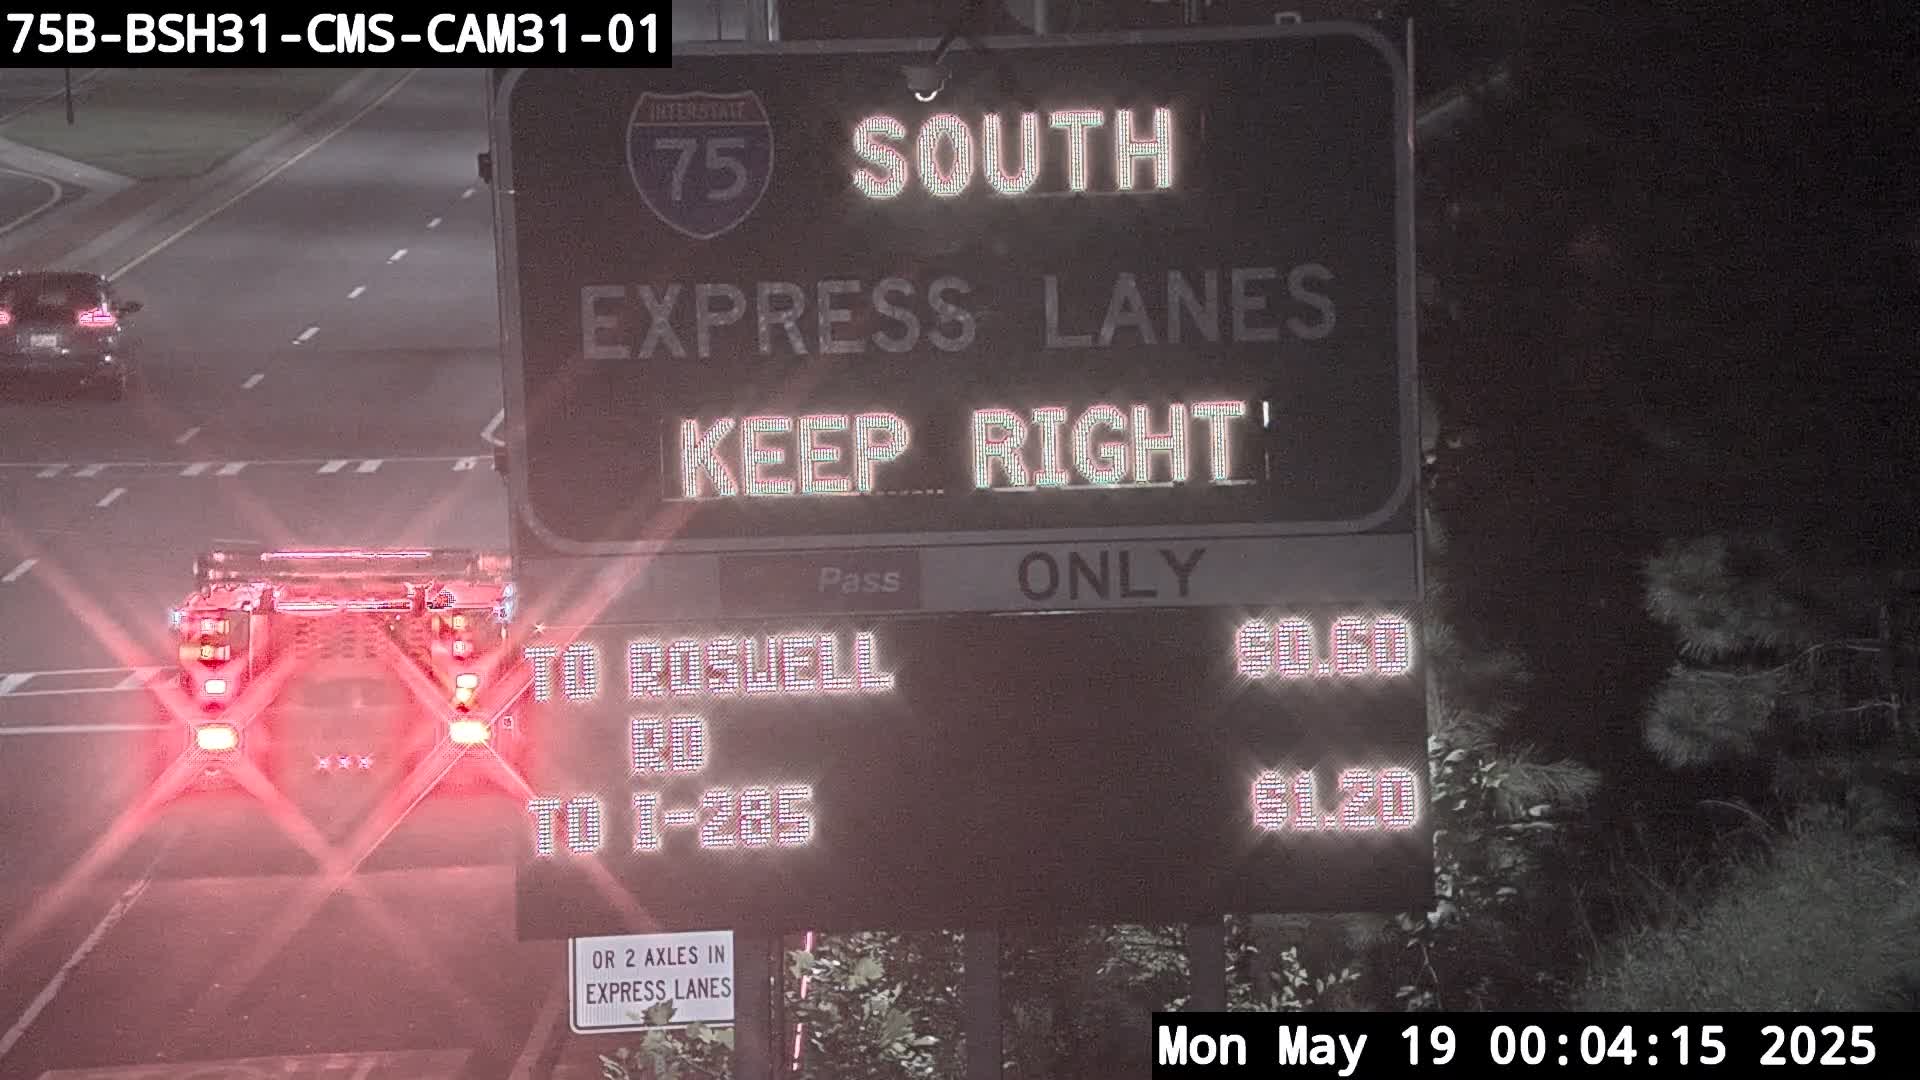 75B-BSH31-CMS-CAM31-01
INTERSTATE
75
SOUTH
EXPRESS LANES
KEEP RIGHT
Pass ONLY
TO ROSWELL $0.60
RD
TO I-285 $1.20
OR 2 AXLES IN
EXPRESS LANES
Mon May 19 00:04:15 2025